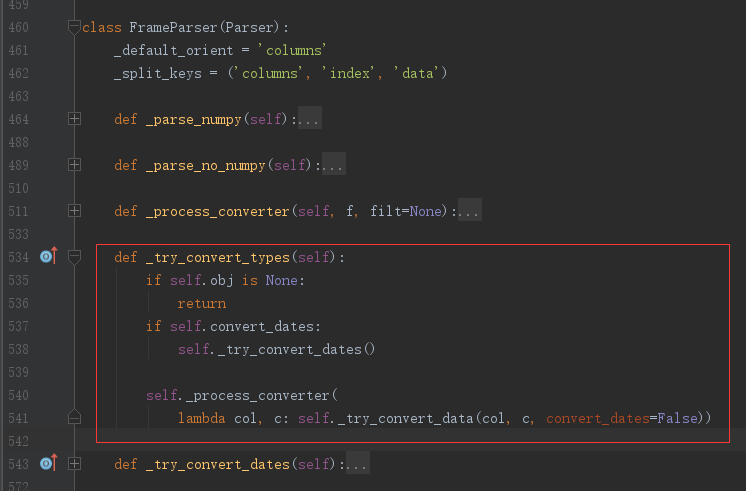 459
460 class FrameParser(Parser):
461 _default_orient = 'columns'
462 _split_keys = ('columns', 'index', 'data')
463
464 def _parse_numpy(self):...
488
489 def _parse_no_numpy(self):...
510
511 def _process_converter(self, f, filt=None):...
533
534 def _try_convert_types(self):
535 if self.obj is None:
536 return
537 if self.convert_dates:
538 self._try_convert_dates()
539
540 self._process_converter(
541 lambda col, c: self._try_convert_data(col, c, convert_dates=False))
542
543 def _try_convert_dates(self):...
572